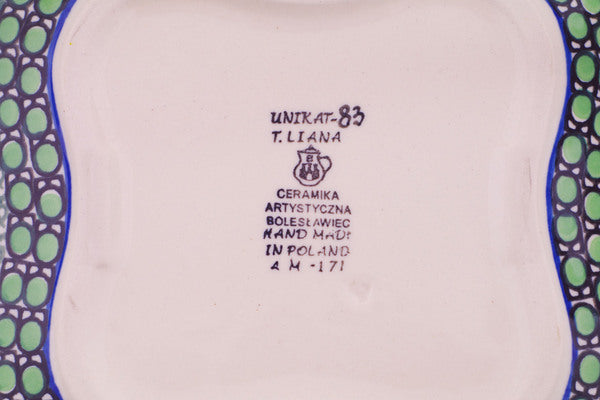 UNIKAT-83
T. LIANA
CERAMIKA
ARTYSTYCZNA
BOLESŁAWIEC
HAND MADE
IN POLAND
A M -171